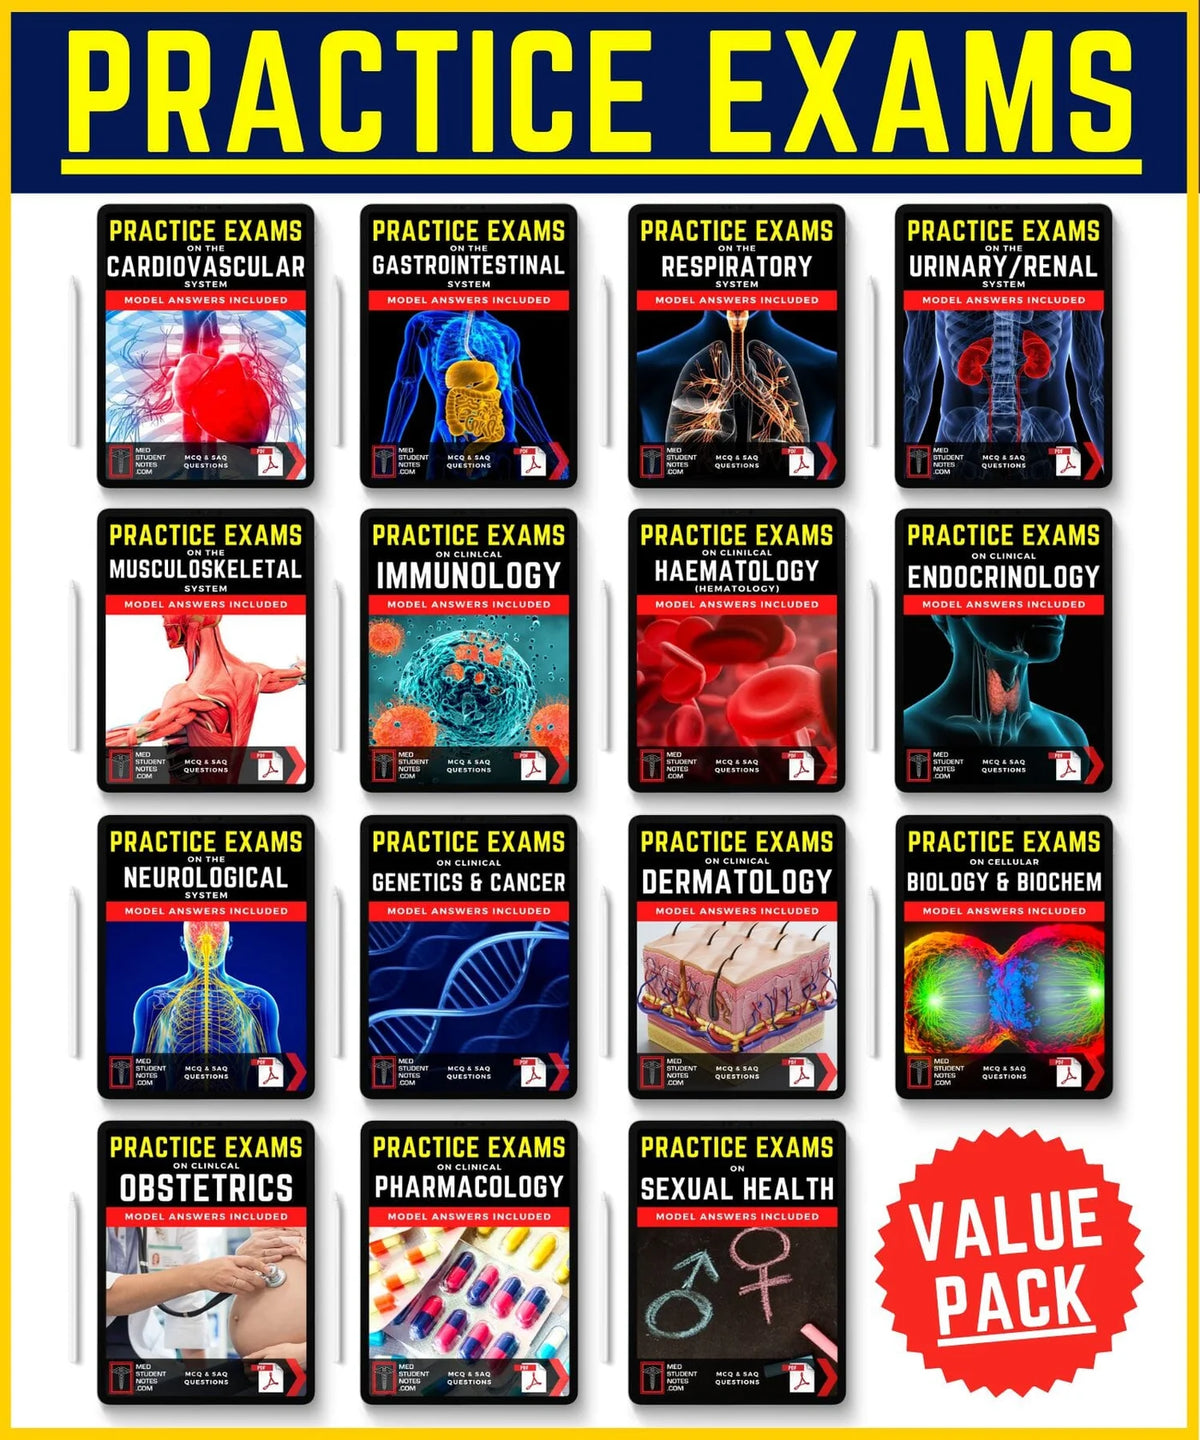 PRACTICE EXAMS
PRACTICE EXAMS
ON THE
CARDIOVASCULAR
SYSTEM
MODEL ANSWERS INCLUDED
MED
STUDENT
NOTES
.COM
MCQ & SAQ
QUESTIONS
PDF
PRACTICE EXAMS
ON THE
GASTROINTESTINAL
SYSTEM
MODEL ANSWERS INCLUDED
MED
STUDENT
NOTES
.COM
MCQ & SAQ
QUESTIONS
PDF
PRACTICE EXAMS
ON THE
RESPIRATORY
SYSTEM
MODEL ANSWERS INCLUDED
MED
STUDENT
NOTES
.COM
MCQ & SAQ
QUESTIONS
PDF
PRACTICE EXAMS
ON THE
URINARY/RENAL
SYSTEM
MODEL ANSWERS INCLUDED
MED
STUDENT
NOTES
.COM
MCQ & SAQ
QUESTIONS
PDF
PRACTICE EXAMS
ON THE
MUSCULOSKELETAL
SYSTEM
MODEL ANSWERS INCLUDED
MED
STUDENT
NOTES
.COM
MCQ & SAQ
QUESTIONS
PDF
PRACTICE EXAMS
ON CLINLCAL
IMMUNOLOGY
MODEL ANSWERS INCLUDED
MED
STUDENT
NOTES
.COM
MCQ & SAQ
QUESTIONS
PDF
PRACTICE EXAMS
ON CLINILCAL
HAEMATOLOGY
(HEMATOLOGY)
MODEL ANSWERS INCLUDED
MED
STUDENT
NOTES
.COM
MCQ & SAQ
QUESTIONS
PDF
PRACTICE EXAMS
ON CLINICAL
ENDOCRINOLOGY
MODEL ANSWERS INCLUDED
MED
STUDENT
NOTES
.COM
MCQ & SAQ
QUESTIONS
PDF
PRACTICE EXAMS
ON THE
NEUROLOGICAL
SYSTEM
MODEL ANSWERS INCLUDED
MED
STUDENT
NOTES
.COM
MCQ & SAQ
QUESTIONS
PDF
PRACTICE EXAMS
ON CLINICAL
GENETICS & CANCER
MODEL ANSWERS INCLUDED
MED
STUDENT
NOTES
.COM
MCQ & SAQ
QUESTIONS
PDF
PRACTICE EXAMS
ON CLINICAL
DERMATOLOGY
MODEL ANSWERS INCLUDED
MED
STUDENT
NOTES
.COM
MCQ & SAQ
QUESTIONS
PDF
PRACTICE EXAMS
ON CELLULAR
BIOLOGY & BIOCHEM
MODEL ANSWERS INCLUDED
MED
STUDENT
NOTES
.COM
MCQ & SAQ
QUESTIONS
PDF
PRACTICE EXAMS
ON CLINLCAL
OBSTETRICS
MODEL ANSWERS INCLUDED
MED
STUDENT
NOTES
.COM
MCQ & SAQ
QUESTIONS
PDF
PRACTICE EXAMS
ON CLINICAL
PHARMACOLOGY
MODEL ANSWERS INCLUDED
MED
STUDENT
NOTES
.COM
MCQ & SAQ
QUESTIONS
PDF
PRACTICE EXAMS
ON
SEXUAL HEALTH
MODEL ANSWERS INCLUDED
MED
STUDENT
NOTES
.COM
MCQ & SAQ
QUESTIONS
PDF
VALUE
PACK